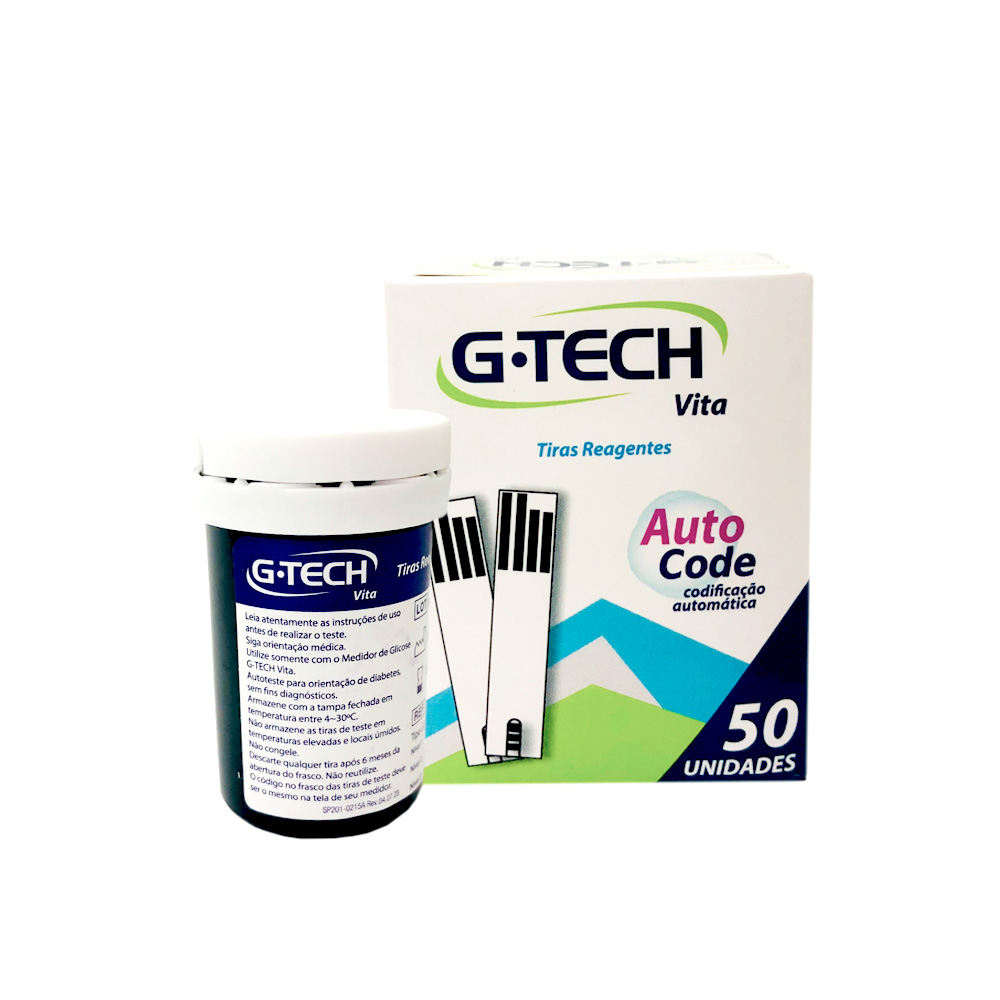 G·TECH
Vita
Tiras Reagentes
Auto
Code
codificação
automática
50
UNIDADES
G·TECH
Vita
Tiras
LOT
Leia atentamente as instruções de uso
antes de realizar o teste.
Siga orientação médica.
Utilize somente com o Medidor de Glicose
G-TECH Vita.
Autoteste para orientação de diabetes,
sem fins diagnósticos.
Armazene com a tampa fechada em
temperatura entre 4~30ºC.
Não armazene as tiras de teste em
temperaturas elevadas e locais úmidos.
Não congele.
Descarte qualquer tira após 6 meses da
abertura do frasco. Não reutilize.
O código no frasco das tiras de teste deve
ser o mesmo na tela de seu medidor.
SP201-0215A Rev.04.07.25